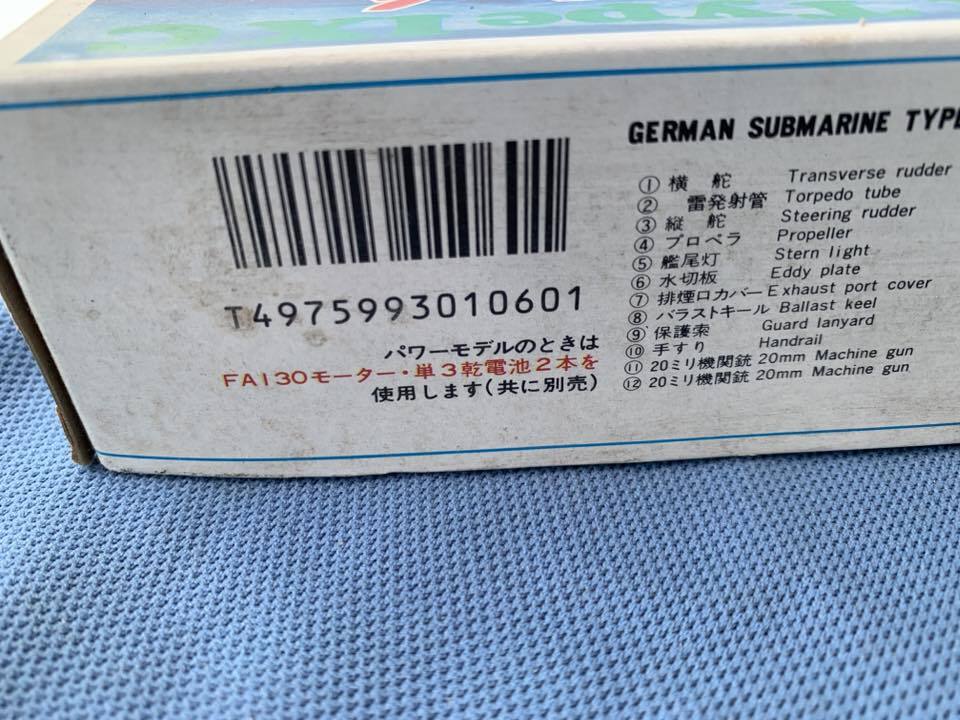 GERMAN SUBMARINE TYPE
① 横 舵 Transverse rudder
② 雷発射管 Torpedo tube
③ 縦 舵 Steering rudder
④ プロペラ Propeller
⑤ 艦尾灯 Stern light
⑥ 水切板 Eddy plate
⑦ 排煙口カバー Exhaust port cover
⑧ バラストキール Ballast keel
⑨ 保護索 Guard lanyard
⑩ 手すり Handrail
⑪ 20ミリ機関銃 20mm Machine gun
⑫ 20ミリ機関銃 20mm Machine gun
T4975993010601
パワーモデルのときは
FA130モーター・単3乾電池2本を
使用します(共に別売)